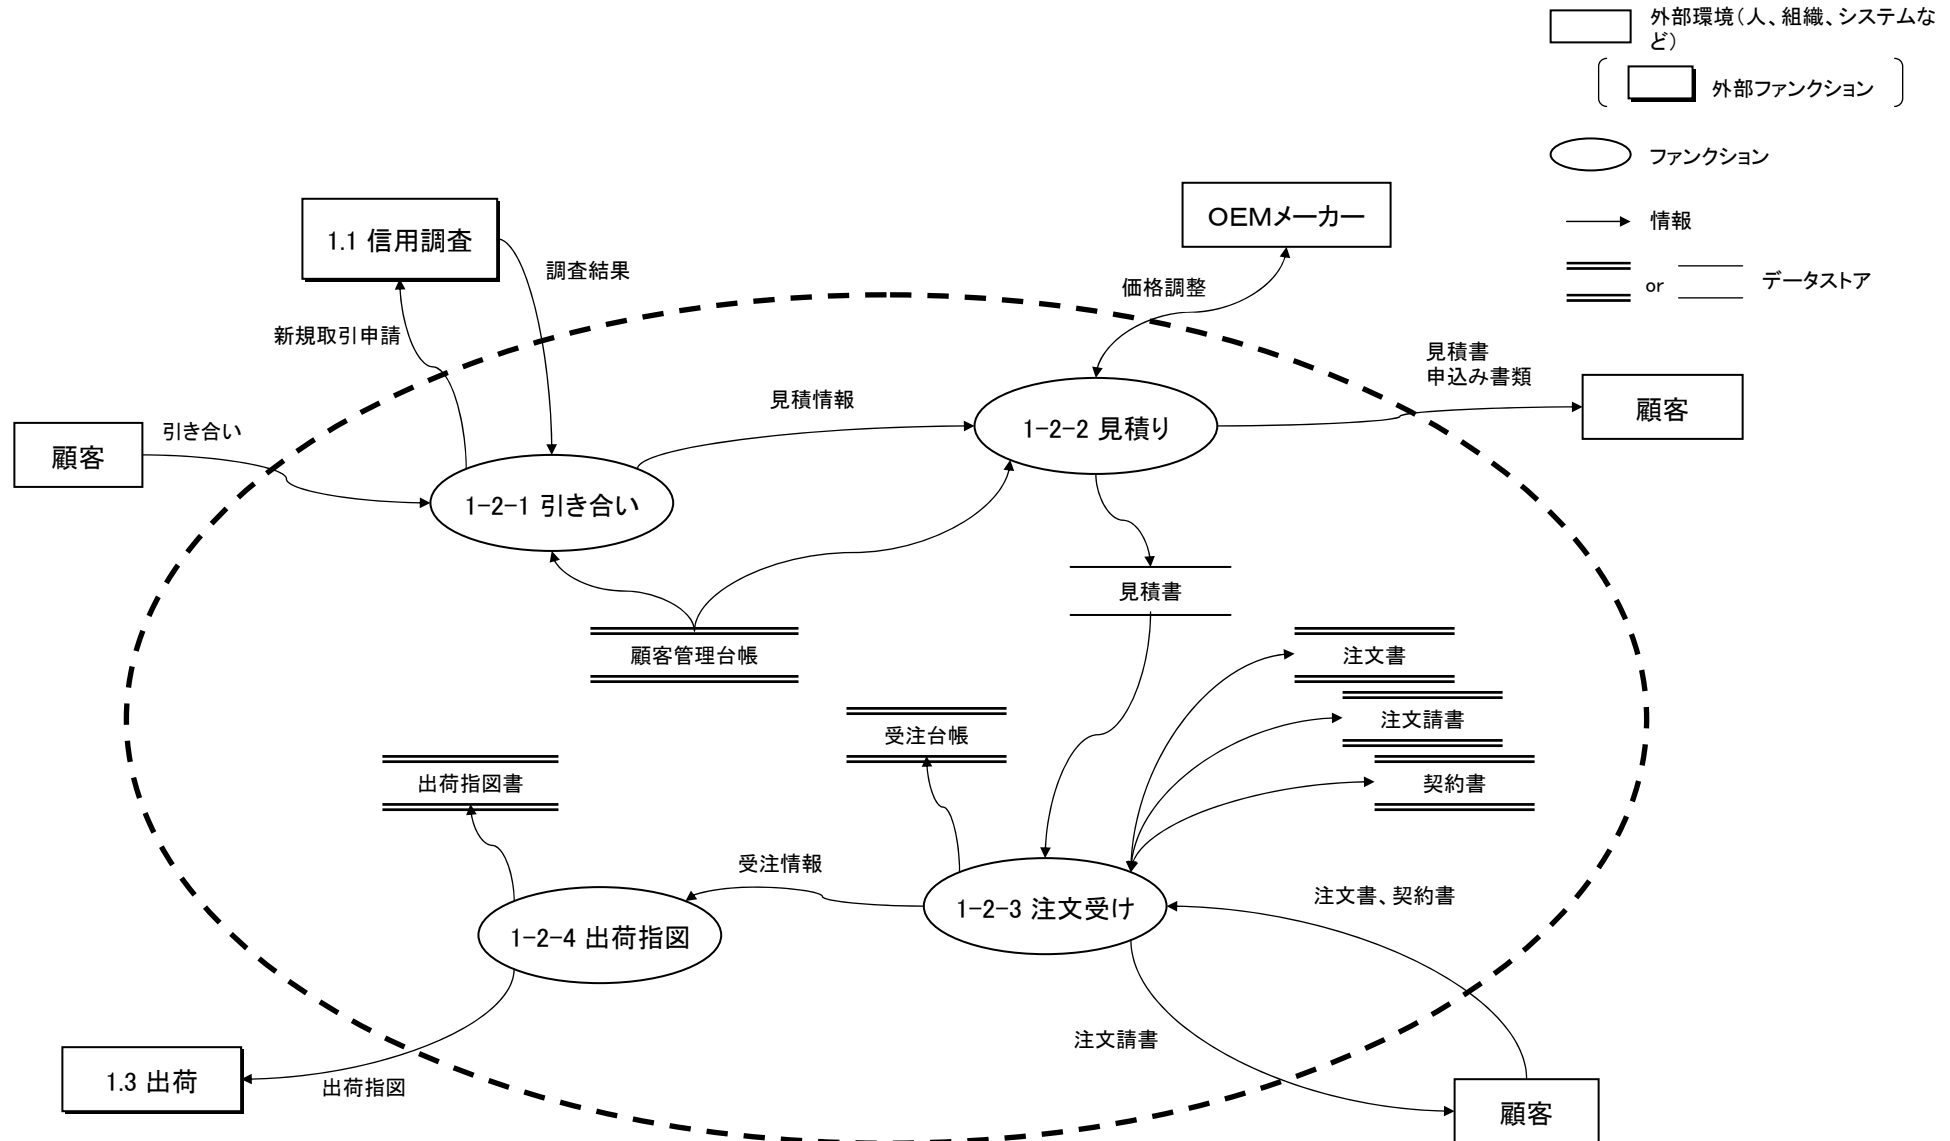 外部環境（人、組織、システムな
ど）
外部ファンクション
ファンクション
情報
or
データストア
1.1 信用調査
OEMメーカー
調査結果
価格調整
新規取引申請
見積書
申込み書類
顧客
見積情報
1-2-2 見積り
引き合い
顧客
1-2-1 引き合い
見積書
顧客管理台帳
注文書
注文請書
受注台帳
契約書
出荷指図書
受注情報
1-2-3 注文受け
注文書、契約書
1-2-4 出荷指図
注文請書
1.3 出荷
出荷指図
顧客